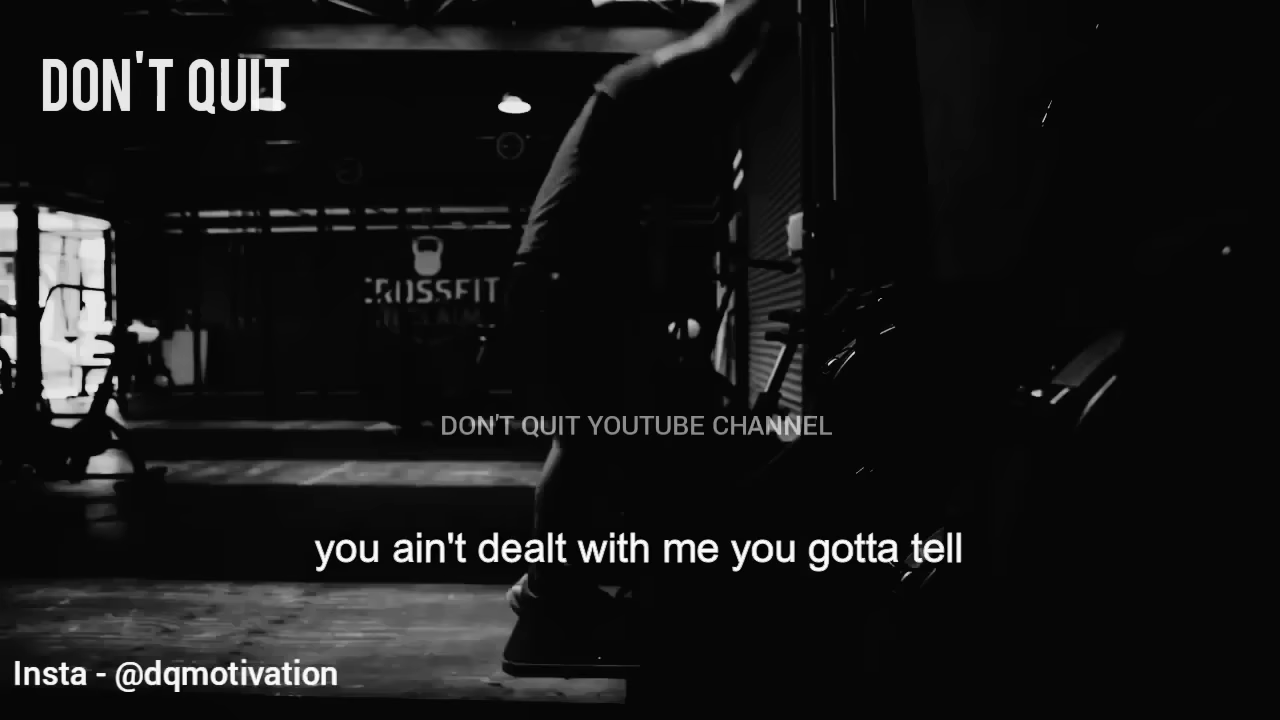 DON'T QUIT
CROSSFIT
DON'T QUIT YOUTUBE CHANNEL
you ain't dealt with me you gotta tell
Insta - @dqmotivation